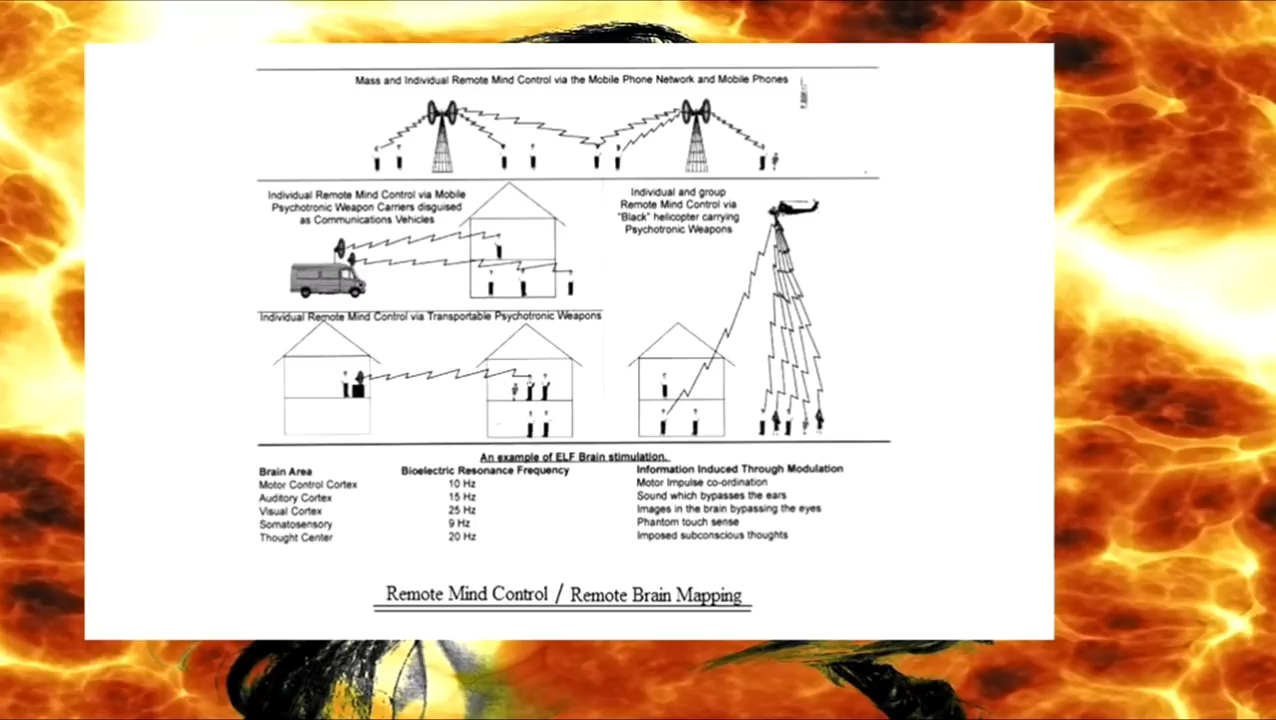 Mass and Individual Remote Mind Control via the Mobile Phone Network and Mobile Phones
Individual Remote Mind Control via Mobile
Psychotronic Weapon Carriers disguised
as Communications Vehicles
Individual and group
Remote Mind Control via
"Black" helicopter carrying
Psychotronic Weapons
Individual Remote Mind Control via Transportable Psychotronic Weapons
An example of ELF Brain stimulation.
Brain Area Bioelectric Resonance Frequency Information Induced Through Modulation
Motor Control Cortex 10 Hz Motor Impulse co-ordination
Auditory Cortex 15 Hz Sound which bypasses the ears
Visual Cortex 25 Hz Images in the brain bypassing the eyes
Somatosensory 9 Hz Phantom touch sense
Thought Center 20 Hz Imposed subconscious thoughts
Remote Mind Control / Remote Brain Mapping